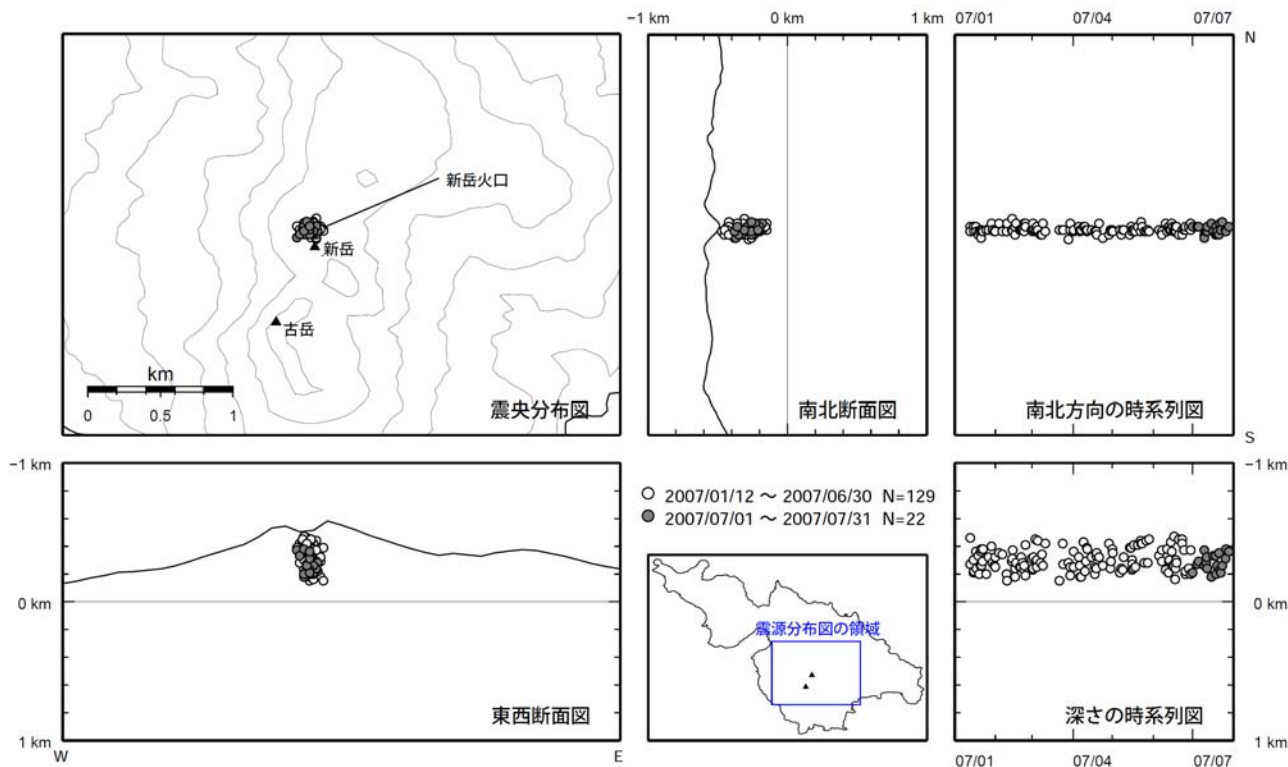 −1 km 0 km 1 km
07/01 07/04 07/07
N
新岳火口
新岳
古岳
km
0 0.5 1
震央分布図
南北断面図
南北方向の時系列図
S
−1 km
0 km
1 km
W E
東西断面図
2007/01/12 ～ 2007/06/30 N=129
2007/07/01 ～ 2007/07/31 N=22
震源分布図の領域
−1 km
0 km
1 km
深さの時系列図
07/01 07/04 07/07